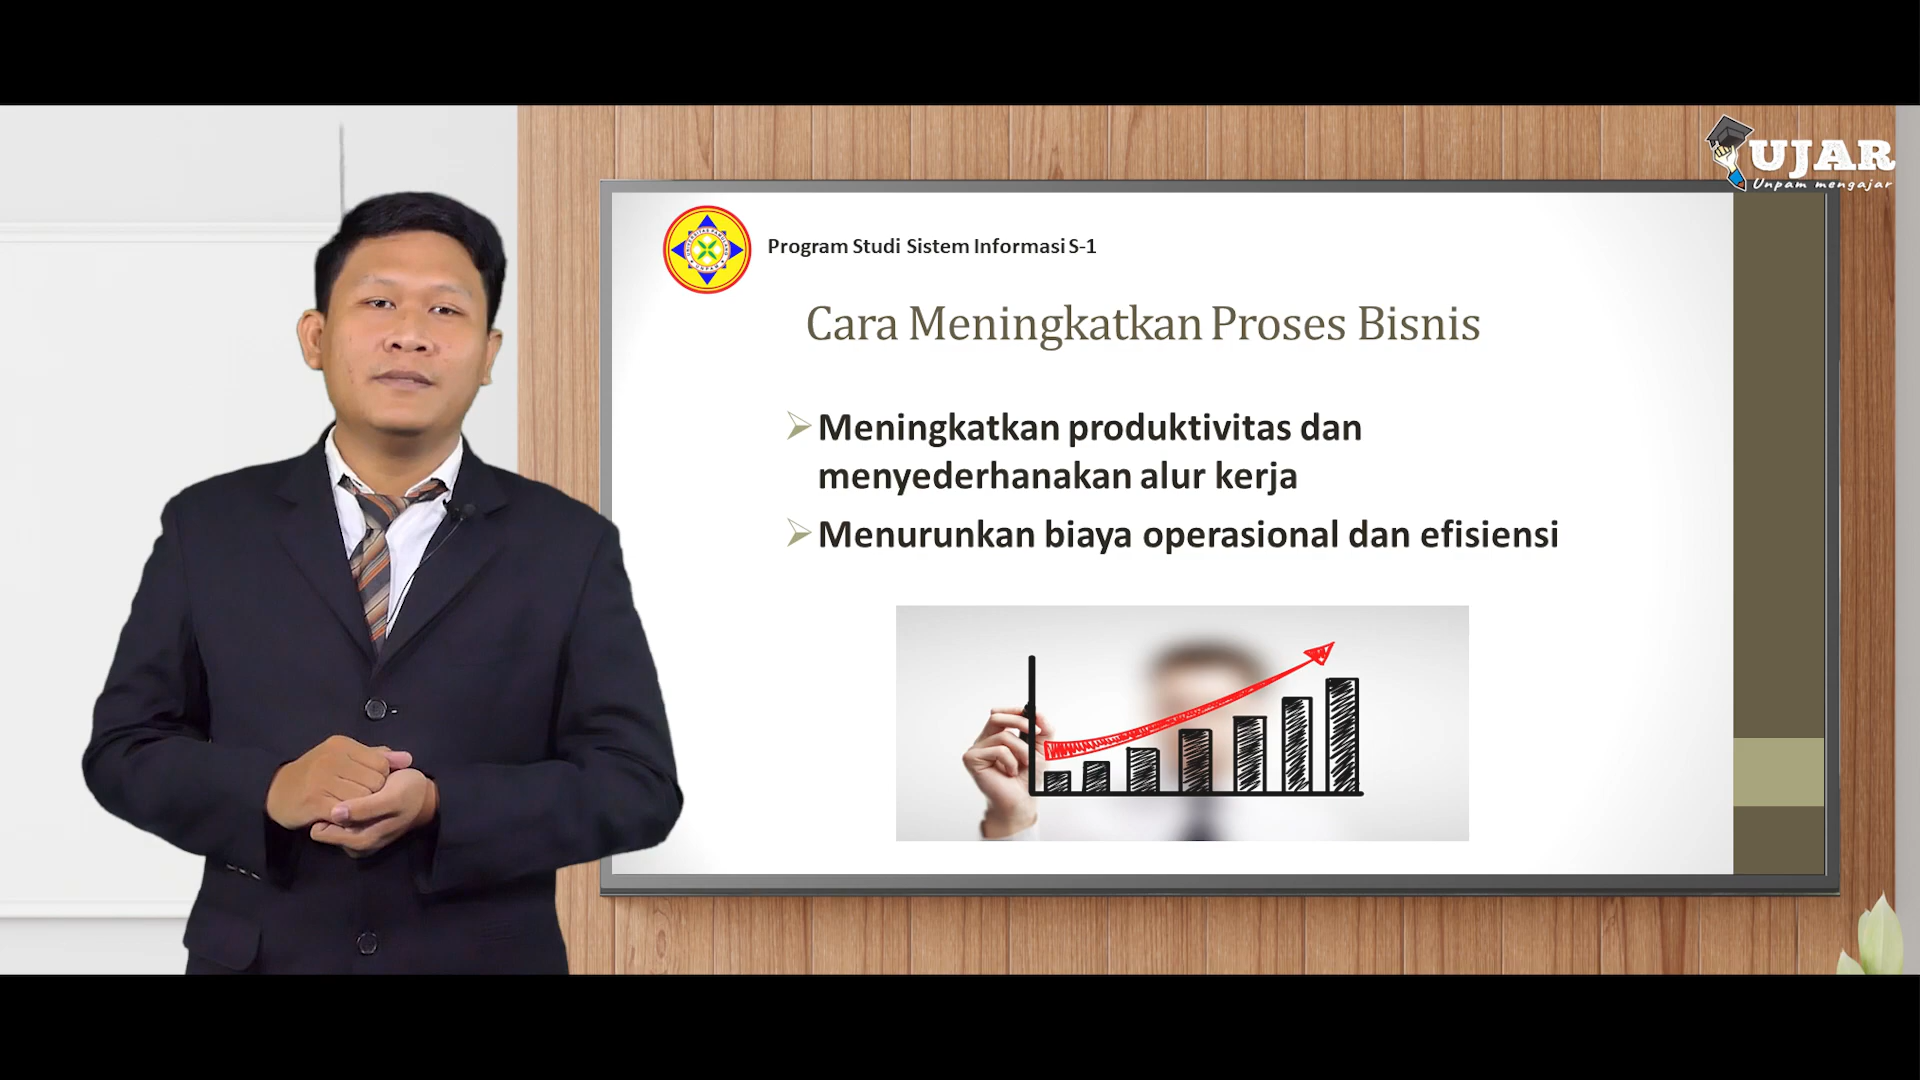 UJAR
Unpam mengajar
Program Studi Sistem Informasi S-1
Cara Meningkatkan Proses Bisnis
Meningkatkan produktivitas dan
menyederhanakan alur kerja
Menurunkan biaya operasional dan efisiensi